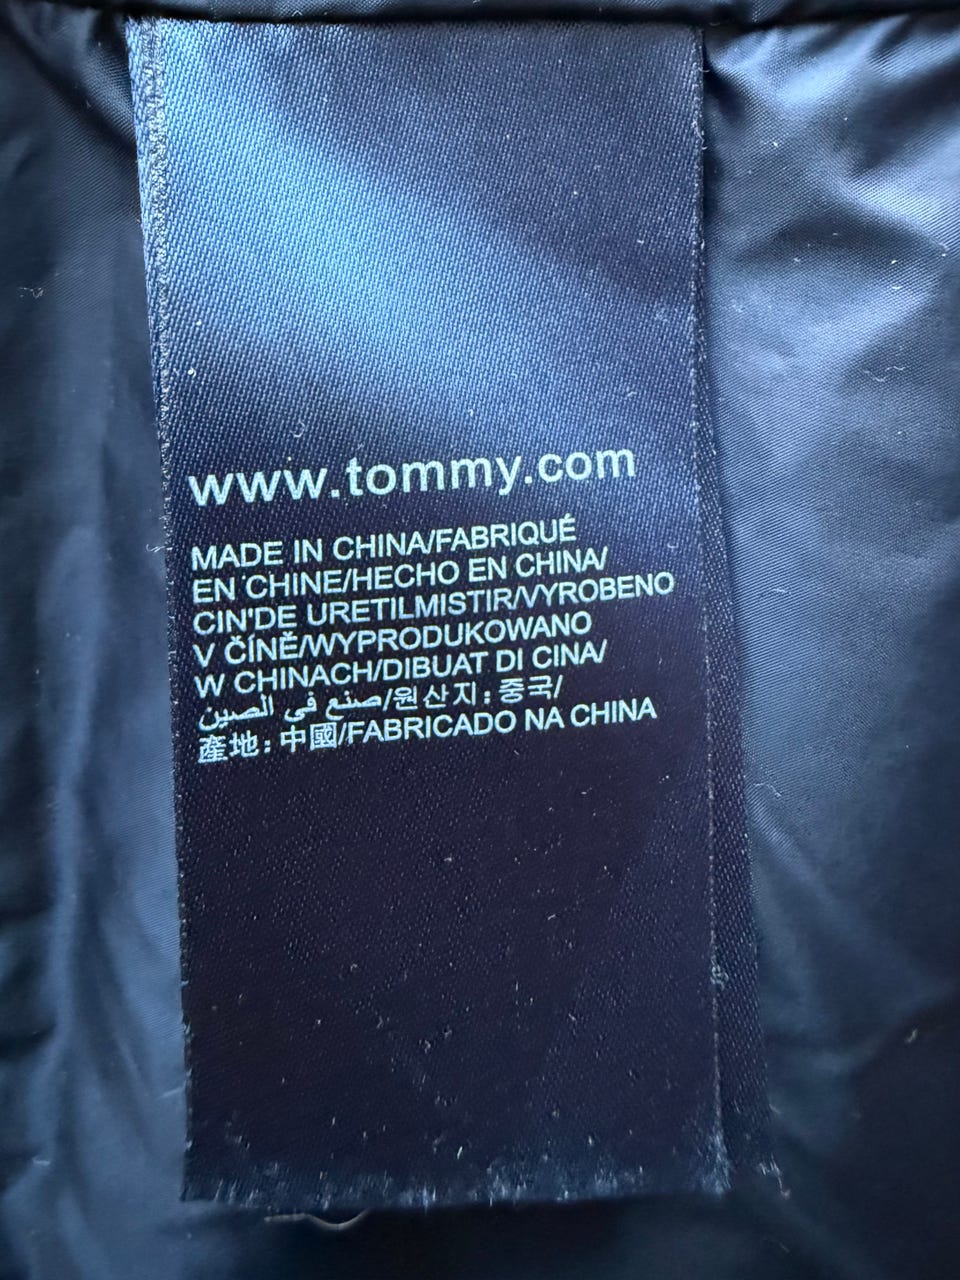 www.tommy.com
MADE IN CHINA/FABRIQUÉ
EN CHINE/HECHO EN CHINA/
CIN'DE URETILMISTIR/VYROBENO
V ČÍNĚ/WYPRODUKOWANO
W CHINACH/DIBUAT DI CINA/
صنع في الصين/원산지: 중국/
產地: 中國/FABRICADO NA CHINA